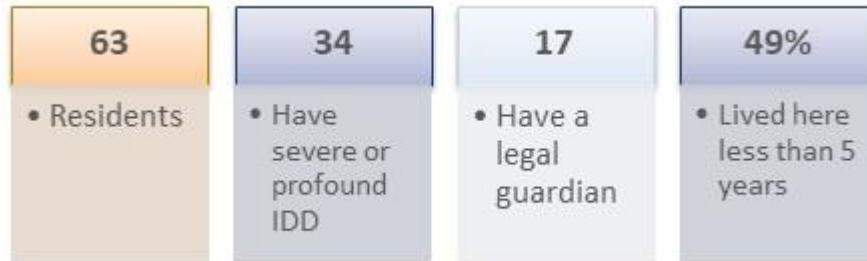 63
• Residents
34
• Have
severe or
profound
IDD
17
• Have a
legal
guardian
49%
• Lived here
less than 5
years